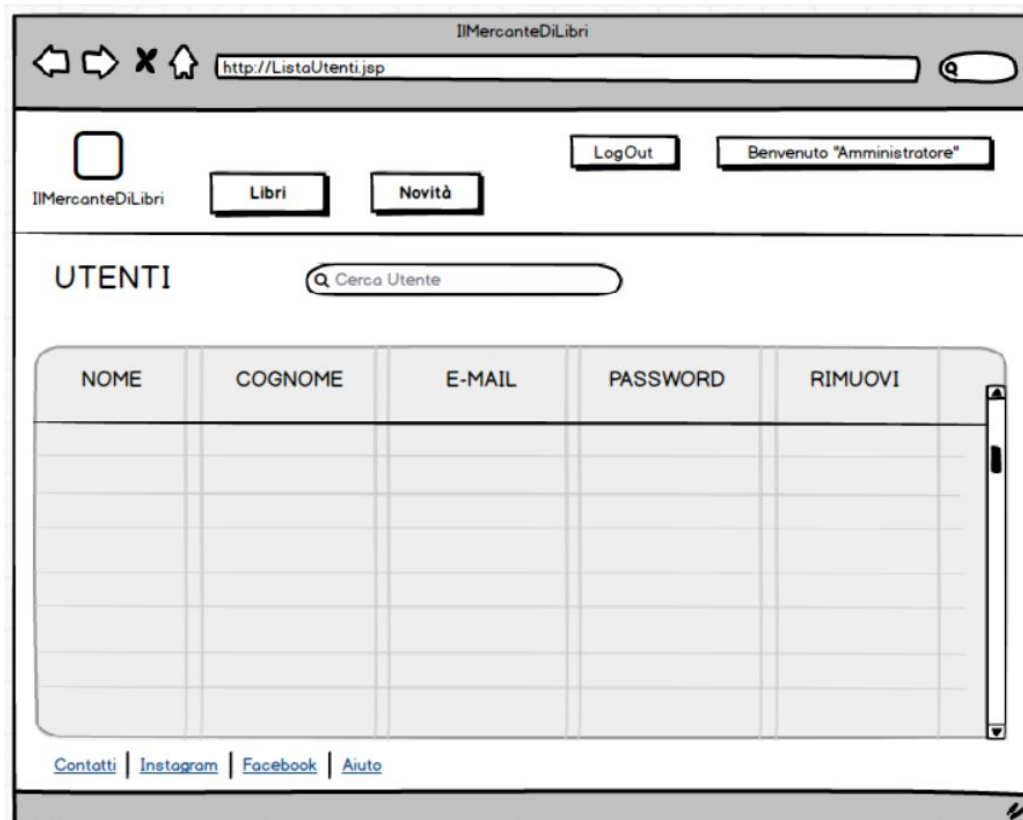 IlMercanteDiLibri
http://ListaUtenti.jsp
LogOut
Benvenuto "Amministratore"
IlMercanteDiLibri
Libri
Novità
UTENTI
Cerca Utente
NOME COGNOME E-MAIL PASSWORD RIMUOVI
Contatti | Instagram | Facebook | Aiuto